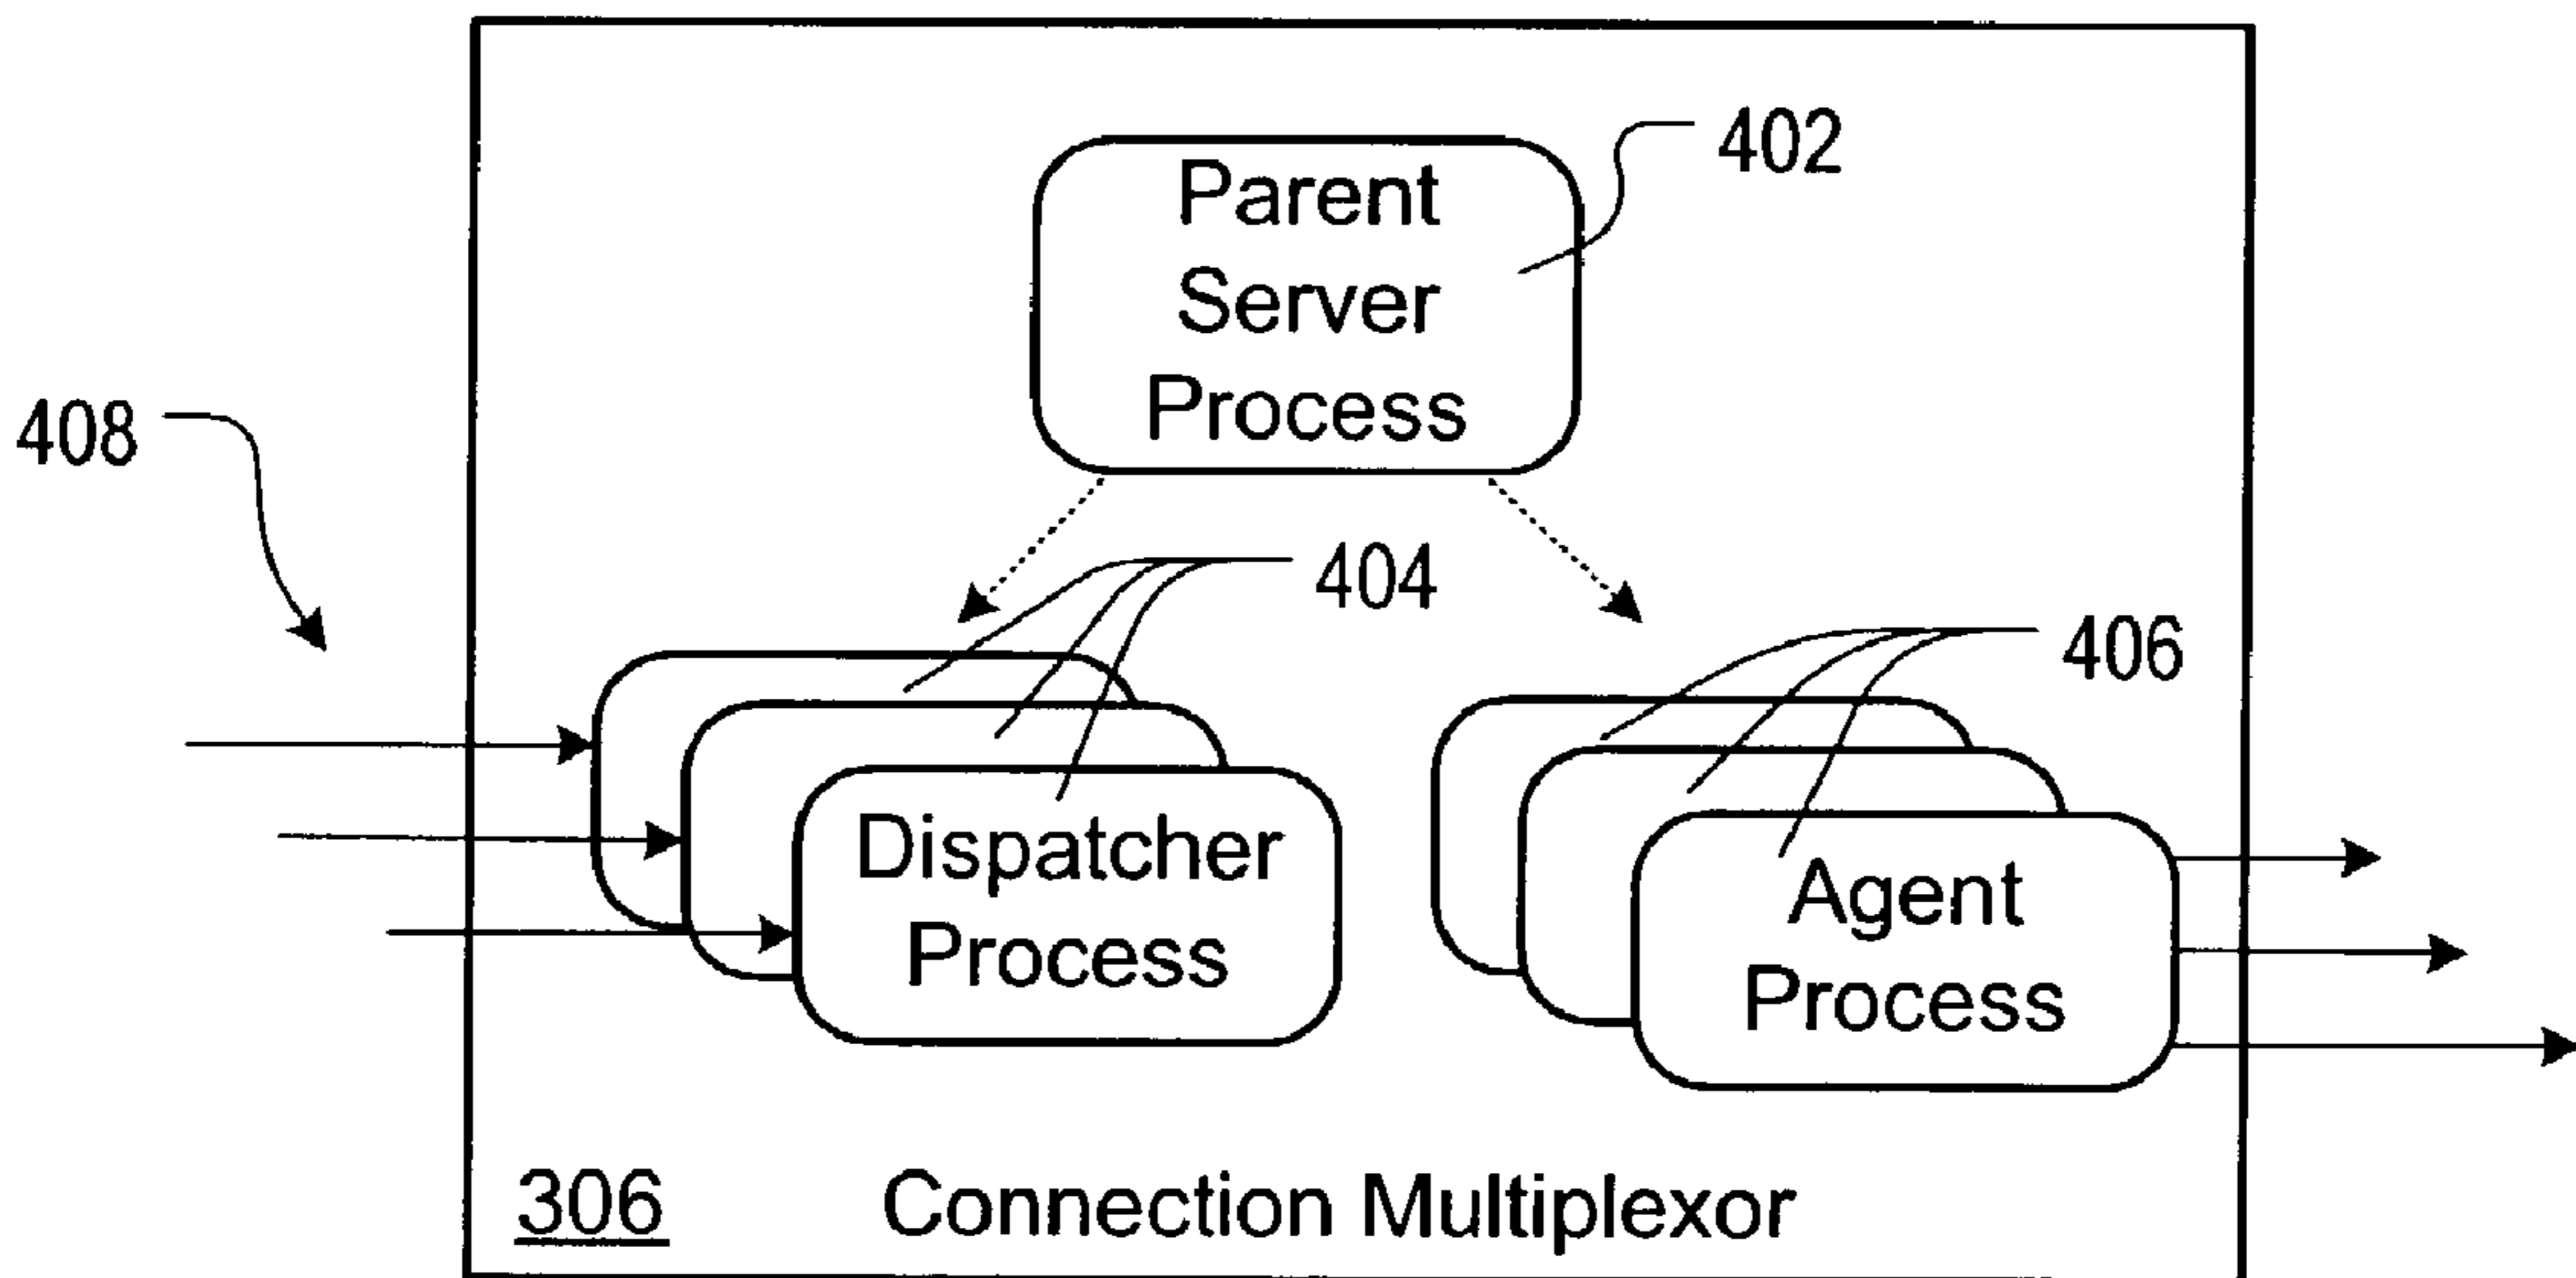 402
Parent
Server
Process
408
404
406
Dispatcher
Process
Agent
Process
306 Connection Multiplexor